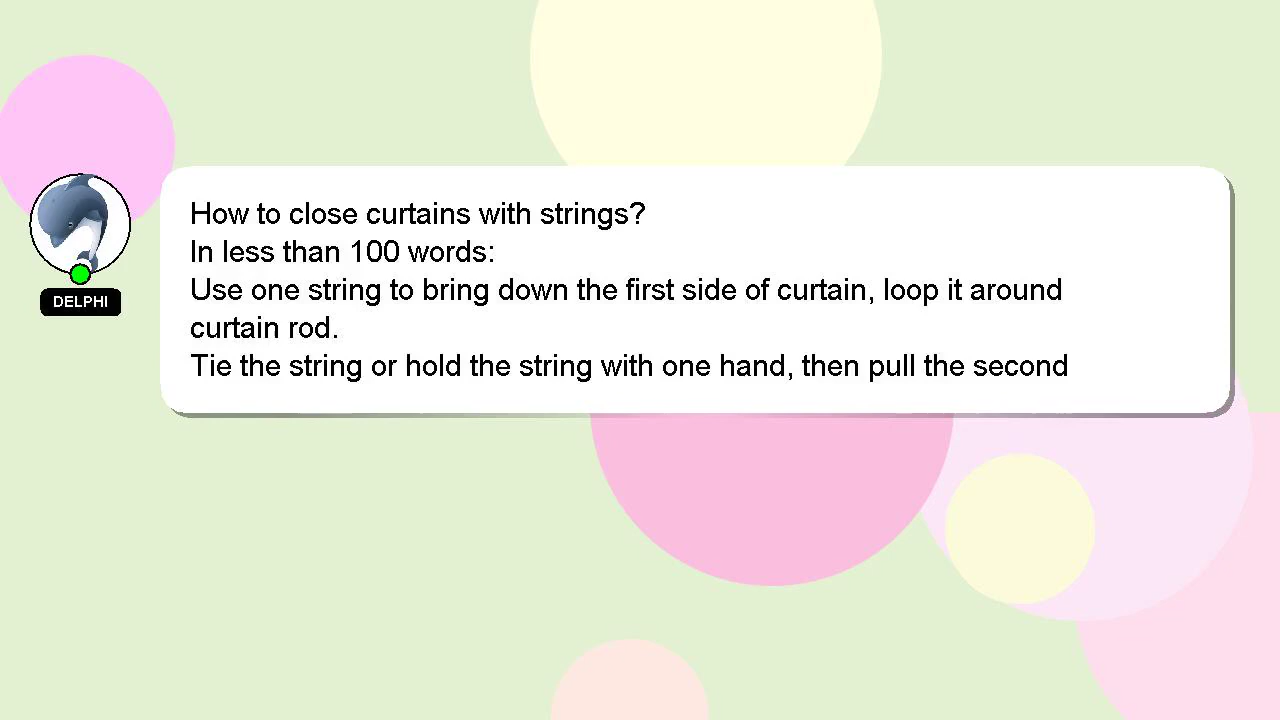 How to close curtains with strings?
In less than 100 words:
Use one string to bring down the first side of curtain, loop it around
curtain rod.
Tie the string or hold the string with one hand, then pull the second
DELPHI